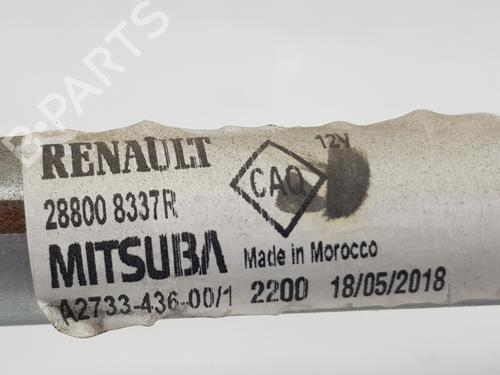 B-PARTS
RENAULT
28800 8337R
CAQ
12V
MITSUBA
Made in Morocco
A2733-436-00/1 2200 18/05/2018